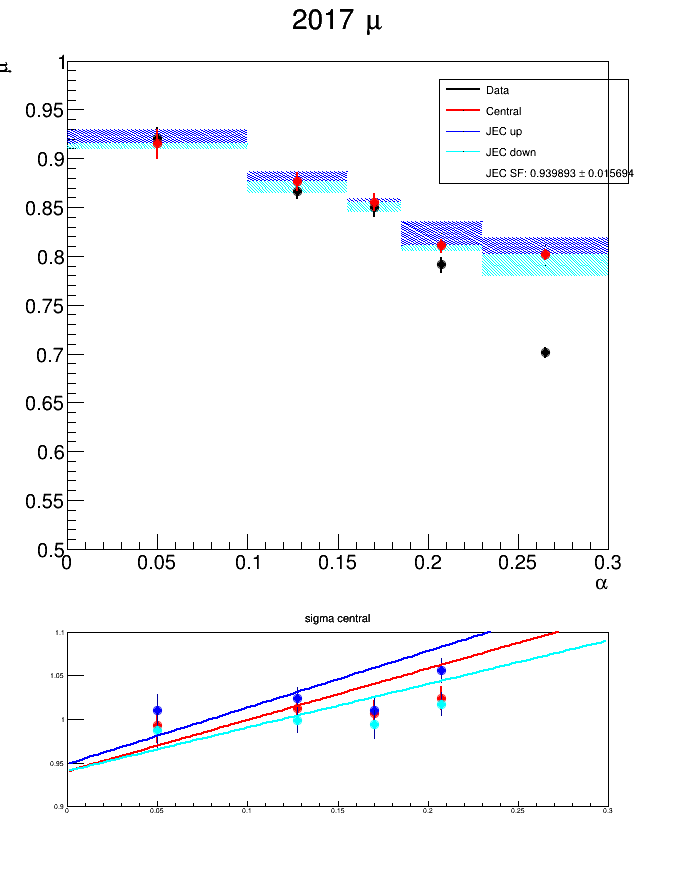 2017 μ
μ
1
0.95
0.9
0.85
0.8
0.75
0.7
0.65
0.6
0.55
0.5
Data
Central
JEC up
JEC down
JEC SF: 0.939893 ± 0.015694
0 0.05 0.1 0.15 0.2 0.25 0.3
α
sigma central
1.1
1.05
1
0.95
0.9
0 0.05 0.1 0.15 0.2 0.25 0.3